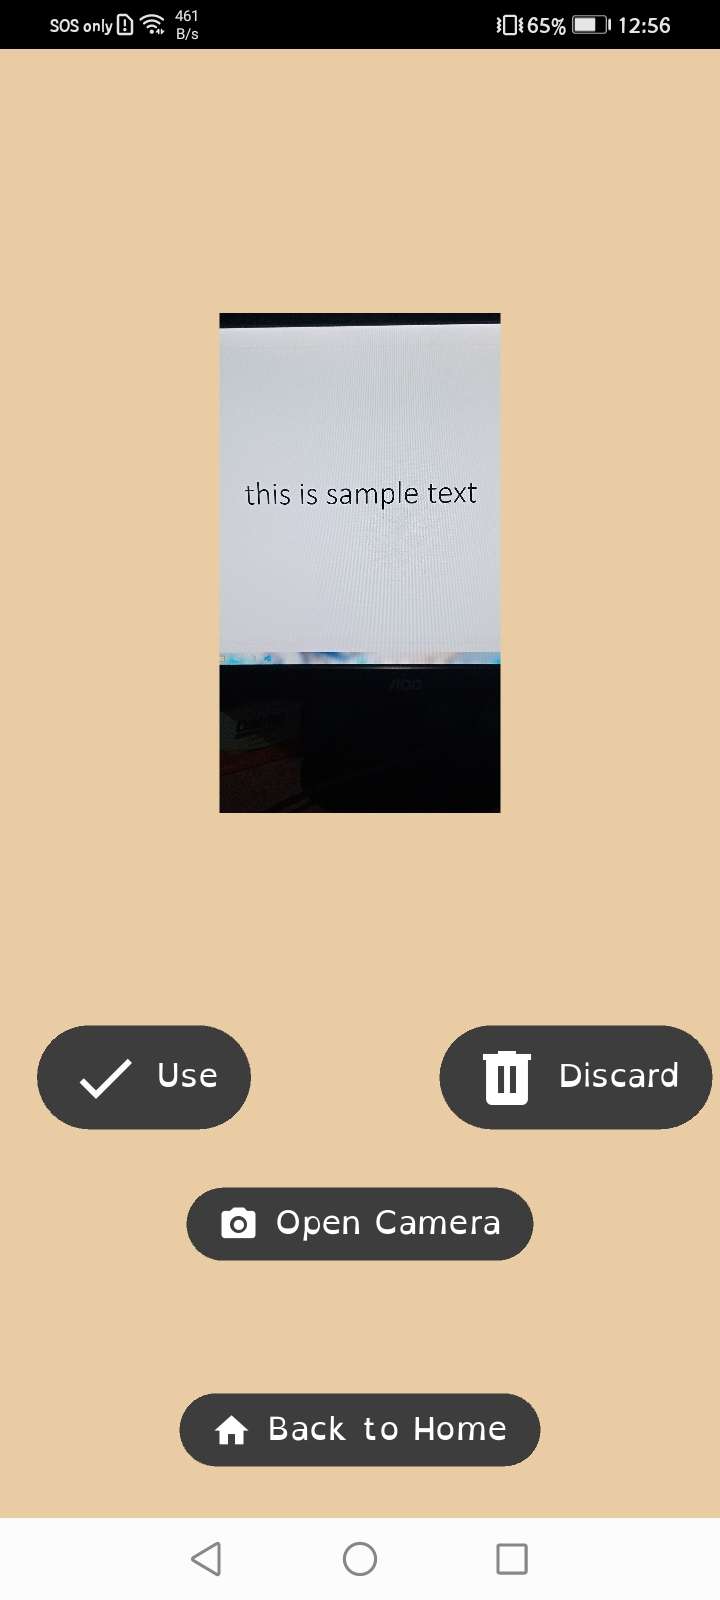 SOS only 461 B/s 65% 12:56
this is sample text
AOC
Use Discard
Open Camera
Back to Home